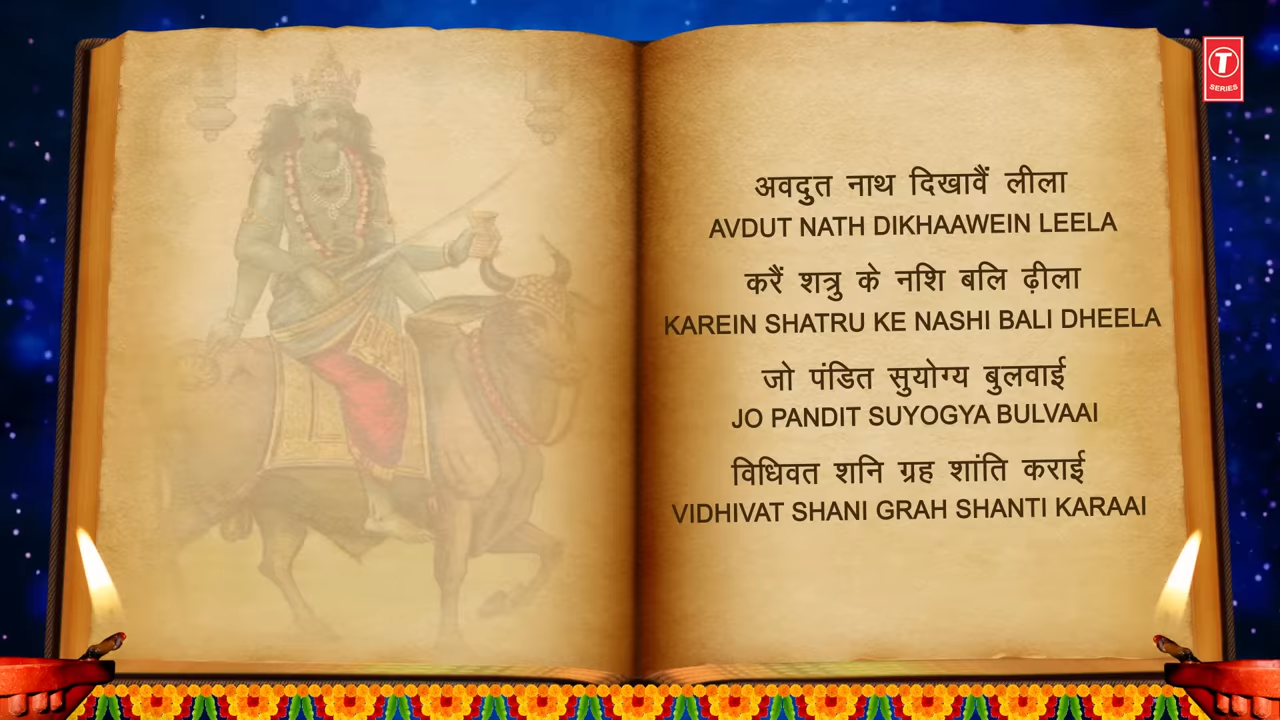 अवदुत नाथ दिखावैं लीला
AVDUT NATH DIKHAAWEIN LEELA
करैं शत्रु के नशि बलि ढ़ीला
KAREIN SHATRU KE NASHI BALI DHEELA
जो पंडित सुयोग्य बुलवाई
JO PANDIT SUYOGYA BULVAAI
विधिवत शनि ग्रह शांति कराई
VIDHIVAT SHANI GRAH SHANTI KARAAI
T
SERIES